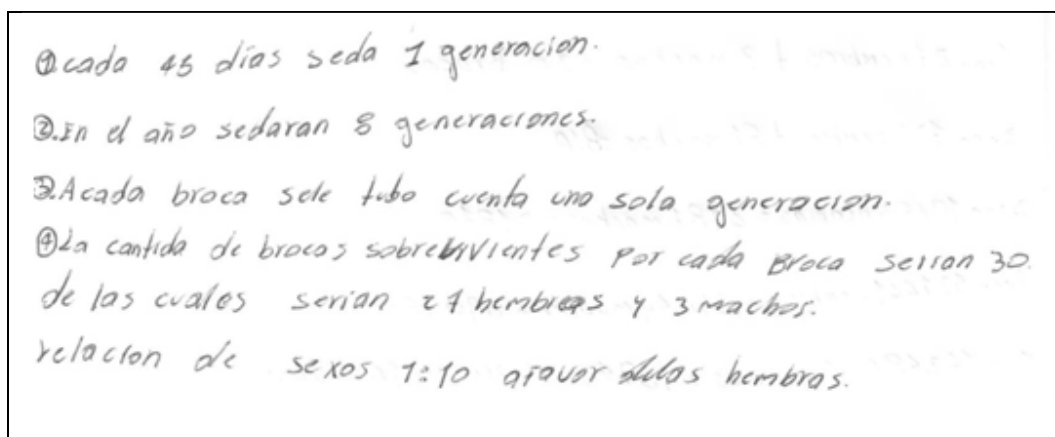 ①cada 45 días seda 1 generacion.
②.En el año sedaran 8 generaciones.
③.Acada broca sele tubo cuenta una sola generacion.
④La cantida de brocas sobrevivientes Por cada Broca serian 30.
de las cuales serian 27 hembras y 3 machos.
relacion de sexos 1:10 afavor delas hembras.